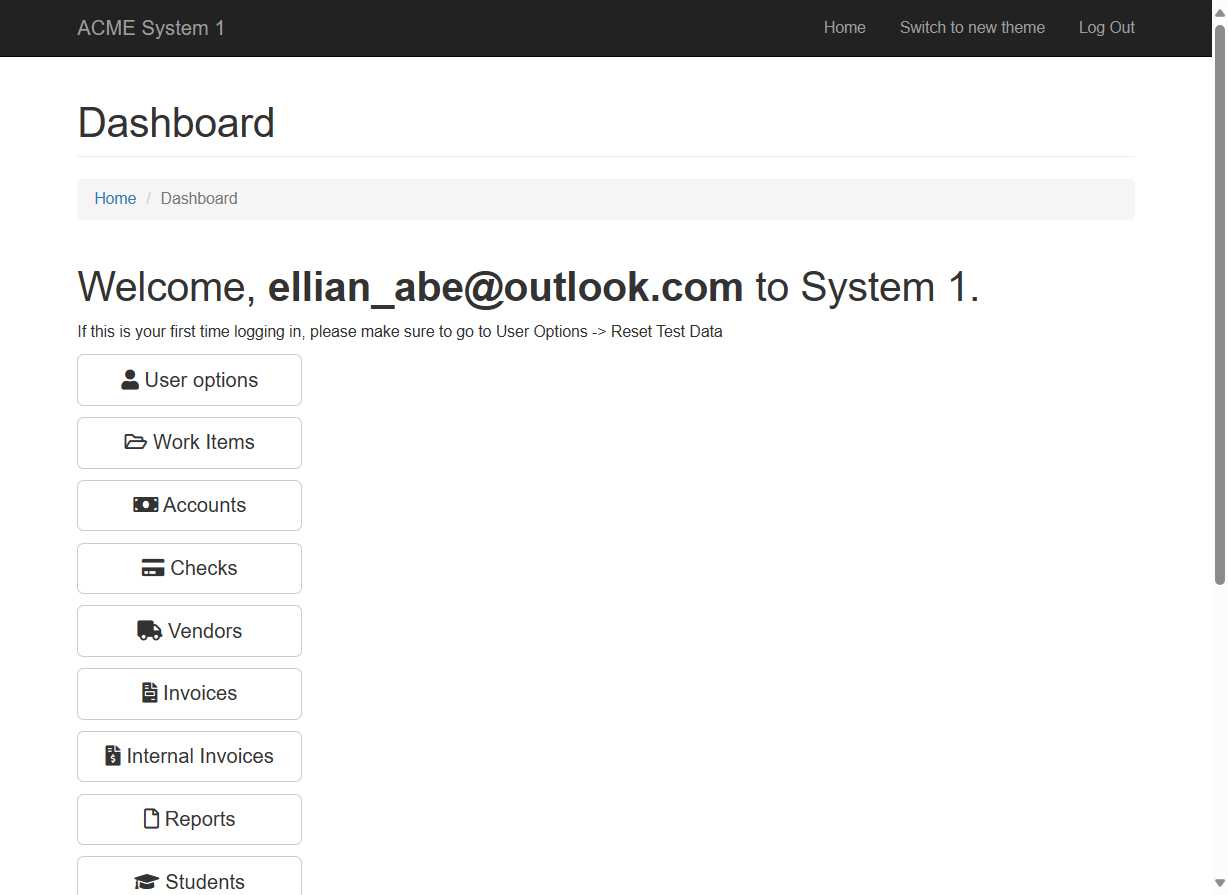 ACME System 1
Home
Switch to new theme
Log Out
Dashboard
Home / Dashboard
Welcome, ellian_abe@outlook.com to System 1.
If this is your first time logging in, please make sure to go to User Options -> Reset Test Data
User options
Work Items
Accounts
Checks
Vendors
Invoices
Internal Invoices
Reports
Students